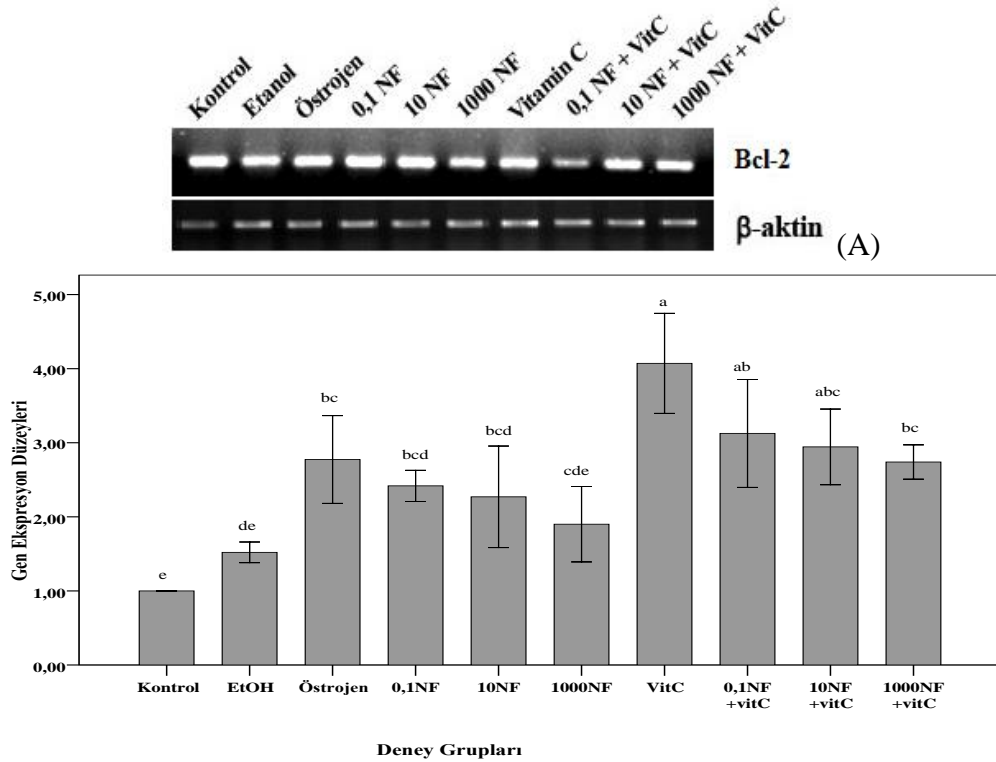 Kontrol
Etanol
Östrojen
0,1 NF
10 NF
1000 NF
Vitamin C
0,1 NF + VitC
10 NF + VitC
1000 NF + VitC
Bcl-2
β-aktin
(A)
Gen Ekspresyon Düzeyleri
5,00
4,00
3,00
2,00
1,00
0,00
e
de
bc
bcd
bcd
cde
a
ab
abc
bc
Kontrol
EtOH
Östrojen
0,1NF
10NF
1000NF
VitC
0,1NF
+vitC
10NF
+vitC
1000NF
+vitC
Deney Grupları